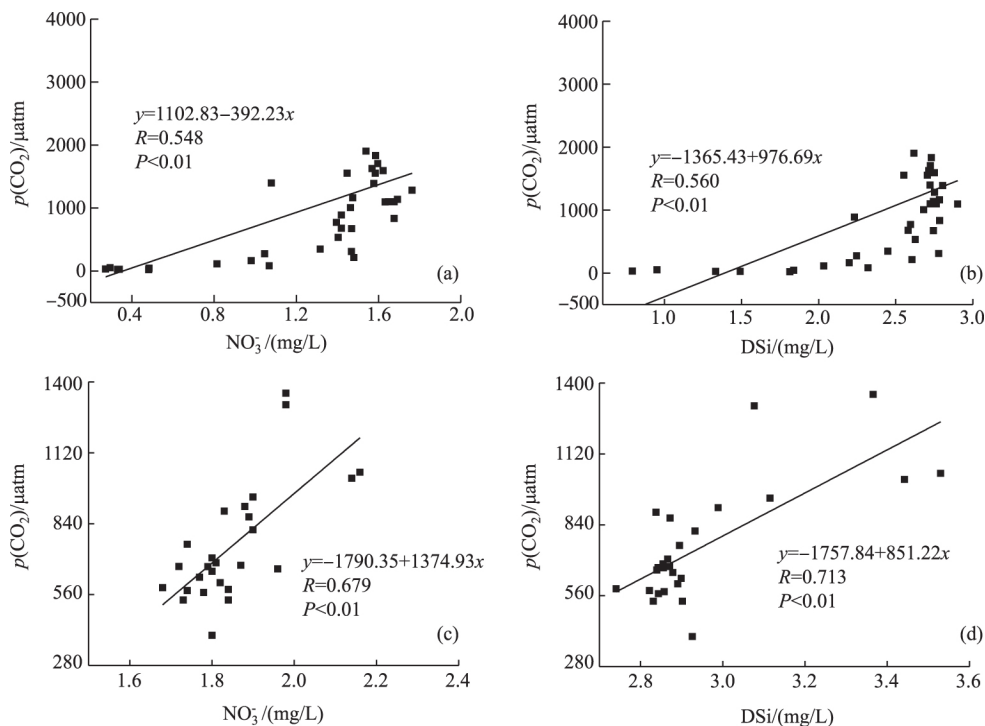 4000
3000
2000
1000
0
−500
p(CO₂)/μatm
y=1102.83−392.23x
R=0.548
P<0.01
(a)
0.4
0.8
1.2
1.6
2.0
NO₃⁻/(mg/L)
4000
3000
2000
1000
0
−500
p(CO₂)/μatm
y=−1365.43+976.69x
R=0.560
P<0.01
(b)
1.0
1.5
2.0
2.5
3.0
DSi/(mg/L)
1400
1120
840
560
280
p(CO₂)/μatm
y=−1790.35+1374.93x
R=0.679
P<0.01
(c)
1.6
1.8
2.0
2.2
2.4
NO₃⁻/(mg/L)
1400
1120
840
560
280
p(CO₂)/μatm
y=−1757.84+851.22x
R=0.713
P<0.01
(d)
2.8
3.0
3.2
3.4
3.6
DSi/(mg/L)